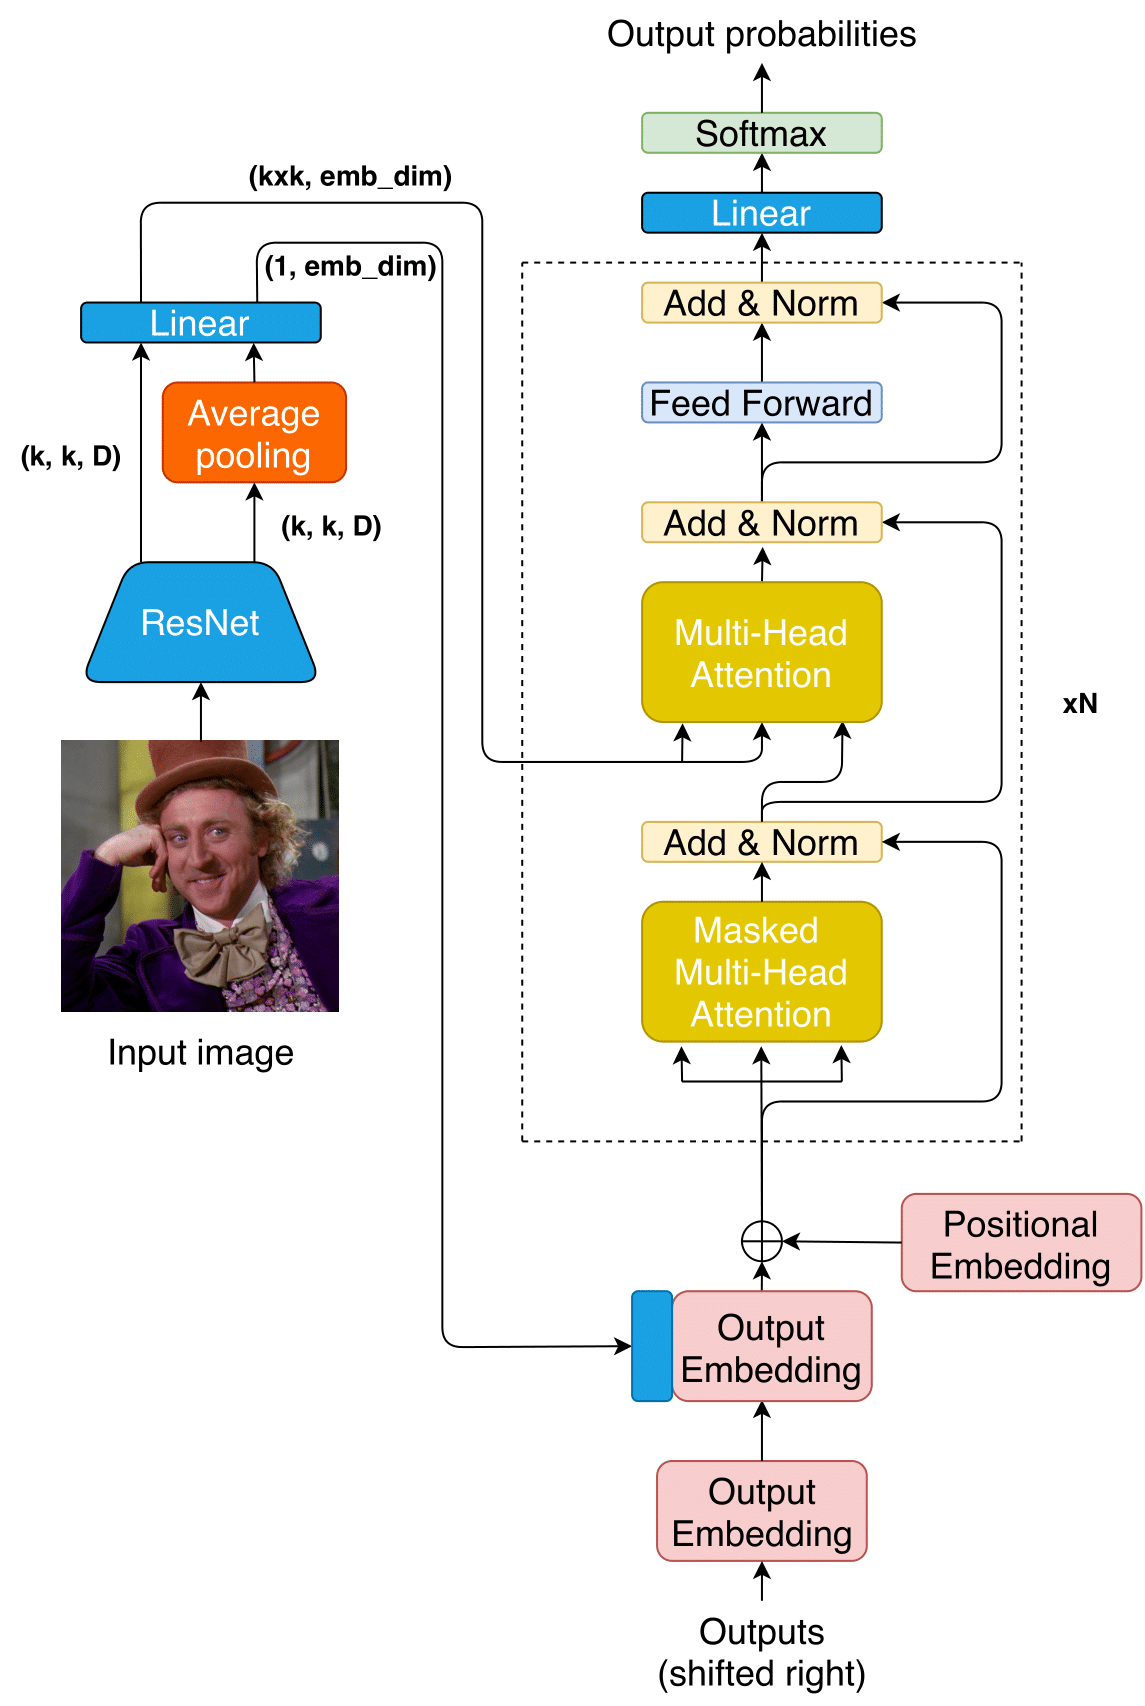 Output probabilities
Softmax
Linear
(kxk, emb_dim)
(1, emb_dim)
Linear
Average
pooling
(k, k, D)
(k, k, D)
ResNet
Input image
Add & Norm
Feed Forward
Add & Norm
Multi-Head
Attention
xN
Add & Norm
Masked
Multi-Head
Attention
Positional
Embedding
Output
Embedding
Output
Embedding
Outputs
(shifted right)